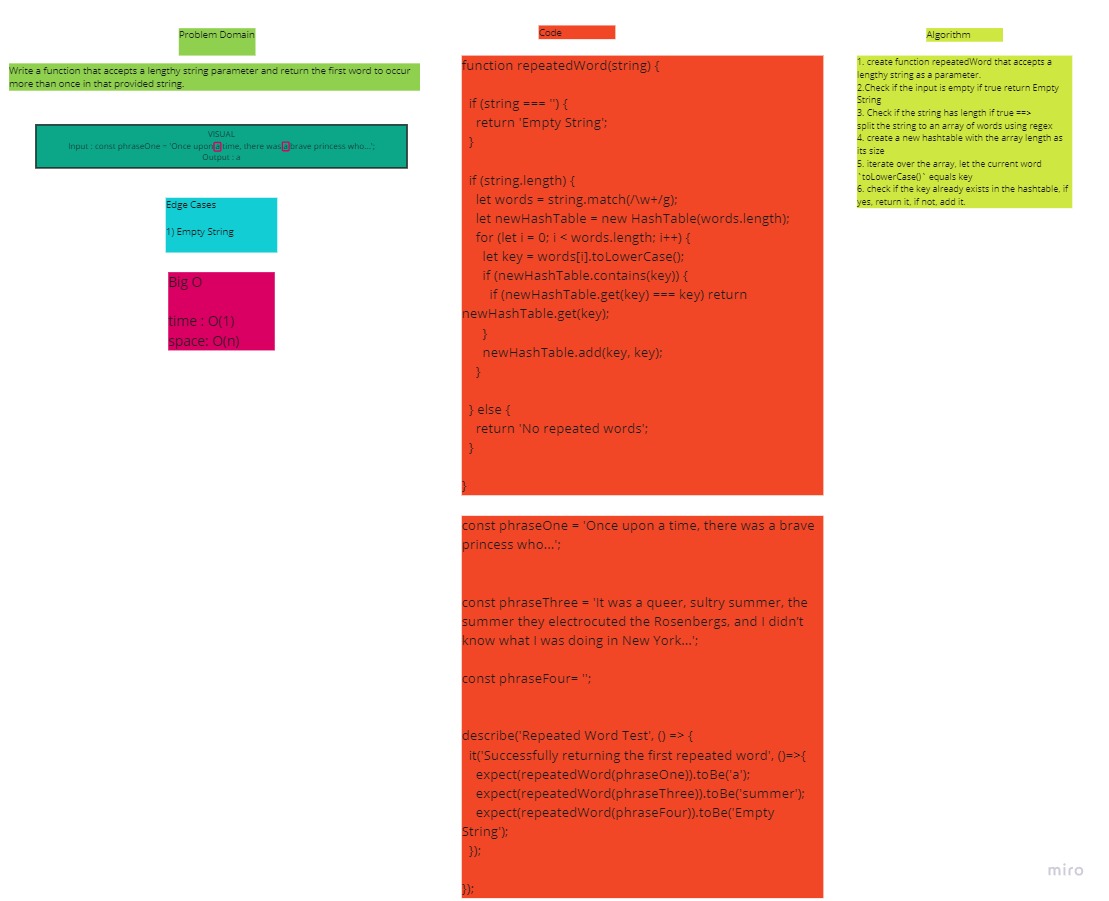 Problem Domain
Write a function that accepts a lengthy string parameter and return the first word to occur
more than once in that provided string.
VISUAL
Input : const phraseOne = 'Once upon a time, there was a brave princess who...';
Output : a
Edge Cases
1) Empty String
Big O
time : O(1)
space: O(n)
Code
function repeatedWord(string) {
if (string === '') {
return 'Empty String';
}
if (string.length) {
let words = string.match(/\w+/g);
let newHashTable = new HashTable(words.length);
for (let i = 0; i < words.length; i++) {
let key = words[i].toLowerCase();
if (newHashTable.contains(key)) {
if (newHashTable.get(key) === key) return
newHashTable.get(key);
}
newHashTable.add(key, key);
}
} else {
return 'No repeated words';
}
}
const phraseOne = 'Once upon a time, there was a brave
princess who...';
const phraseThree = 'It was a queer, sultry summer, the
summer they electrocuted the Rosenbergs, and I didn't
know what I was doing in New York...';
const phraseFour= '';
describe('Repeated Word Test', () => {
it('Successfully returning the first repeated word', ()=>{
expect(repeatedWord(phraseOne)).toBe('a');
expect(repeatedWord(phraseThree)).toBe('summer');
expect(repeatedWord(phraseFour)).toBe('Empty
String');
});
});
Algorithm
1. create function repeatedWord that accepts a
lengthy string as a parameter.
2.Check if the input is empty if true return Empty
String
3. Check if the string has length if true ==>
split the string to an array of words using regex
4. create a new hashtable with the array length as
its size
5. iterate over the array, let the current word
`toLowerCase()` equals key
6. check if the key already exists in the hashtable, if
yes, return it, if not, add it.
miro